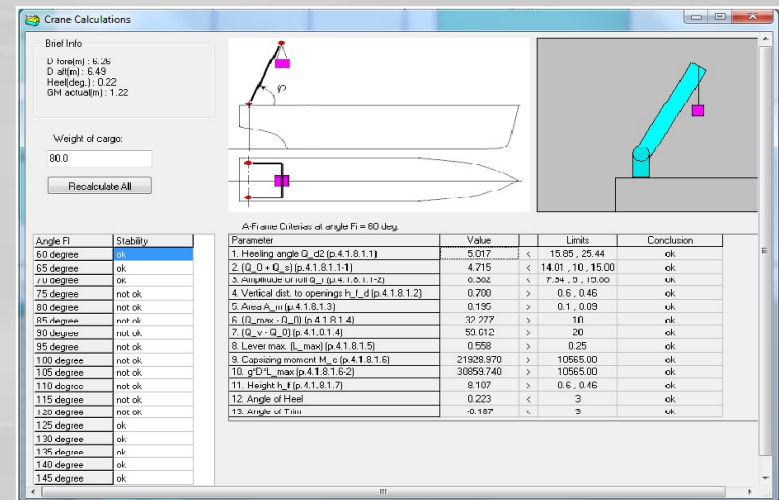 Crane Calculations
Brief Info
D fore(m) : 6.26
D aft(m) : 6.49
Heel(deg.) : 0.22
GM actual(m) : 1.22
Weight of cargo:
80.0
Recalculate All
φ
A-Frame Criterias at angle Fi = 60 deg.
Angle FI Stability
60 degree ok
65 degree ok
70 degree ok
75 degree not ok
80 degree not ok
85 degree not ok
90 degree not ok
95 degree not ok
100 degree not ok
105 degree not ok
110 degree not ok
115 degree not ok
120 degree not ok
125 degree ok
130 degree ok
135 degree ok
140 degree ok
145 degree ok
Parameter Value Limits Conclusion
1. Heeling angle Q_d2 (p.4.1.8.1.1) 5.017 < 15.85 , 25.44 ok
2. (Q_0 + Q_s) (p.4.1.8.1.1-1) 4.715 < 14.01 , 10 , 15.00 ok
3. Amplitude of roll Q_r (p.4.1.8.1.1-2) < ok
4. Vertical dist. to openings h_f_d (p.4.1.8.1.2) 0.700 > 0.6 , 0.46 ok
5. Area A_m (p.4.1.8.1.3) 0.195 > 0.1 , 0.09 ok
6. (Q_max - Q_0) (p.4.1.8.1.4) 32.277 > 10 ok
7. (Q_v - Q_0) (p.4.1.8.1.4) > 20 ok
8. Lever max. (L_max) (p.4.1.8.1.5) 0.558 > 0.25 ok
9. Capsizing moment M_c (p.4.1.8.1.6) 21928.970 > 10565.00 ok
10. g*D*L_max (p.4.1.8.1.6-2) 30859.740 > 10565.00 ok
11. Height h_f (p.4.1.8.1.7) 8.107 > 0.6 , 0.46 ok
12. Angle of Heel 0.223 < 3 ok
13. Angle of Trim -0.187 < 3 ok